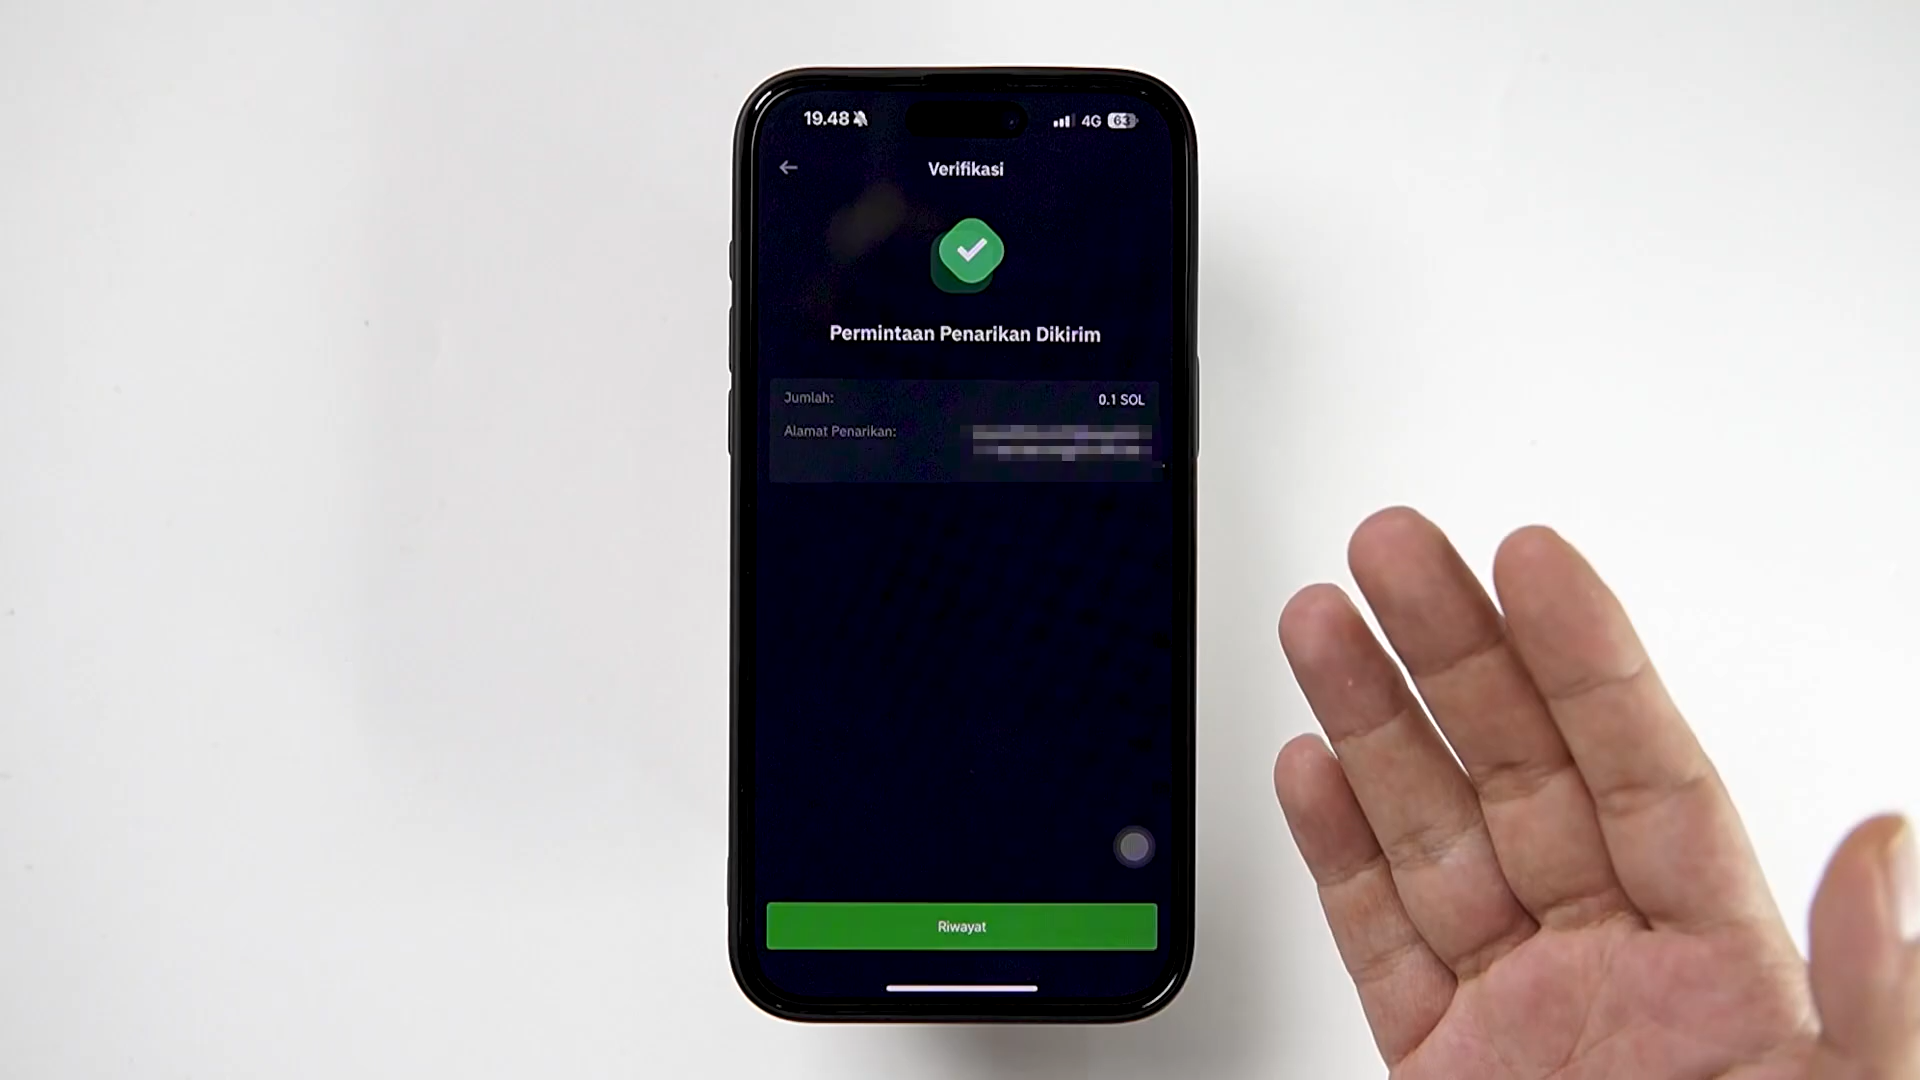 19.48
4G 63
Verifikasi
Permintaan Penarikan Dikirim
Jumlah: 0.1 SOL
Alamat Penarikan:
Riwayat